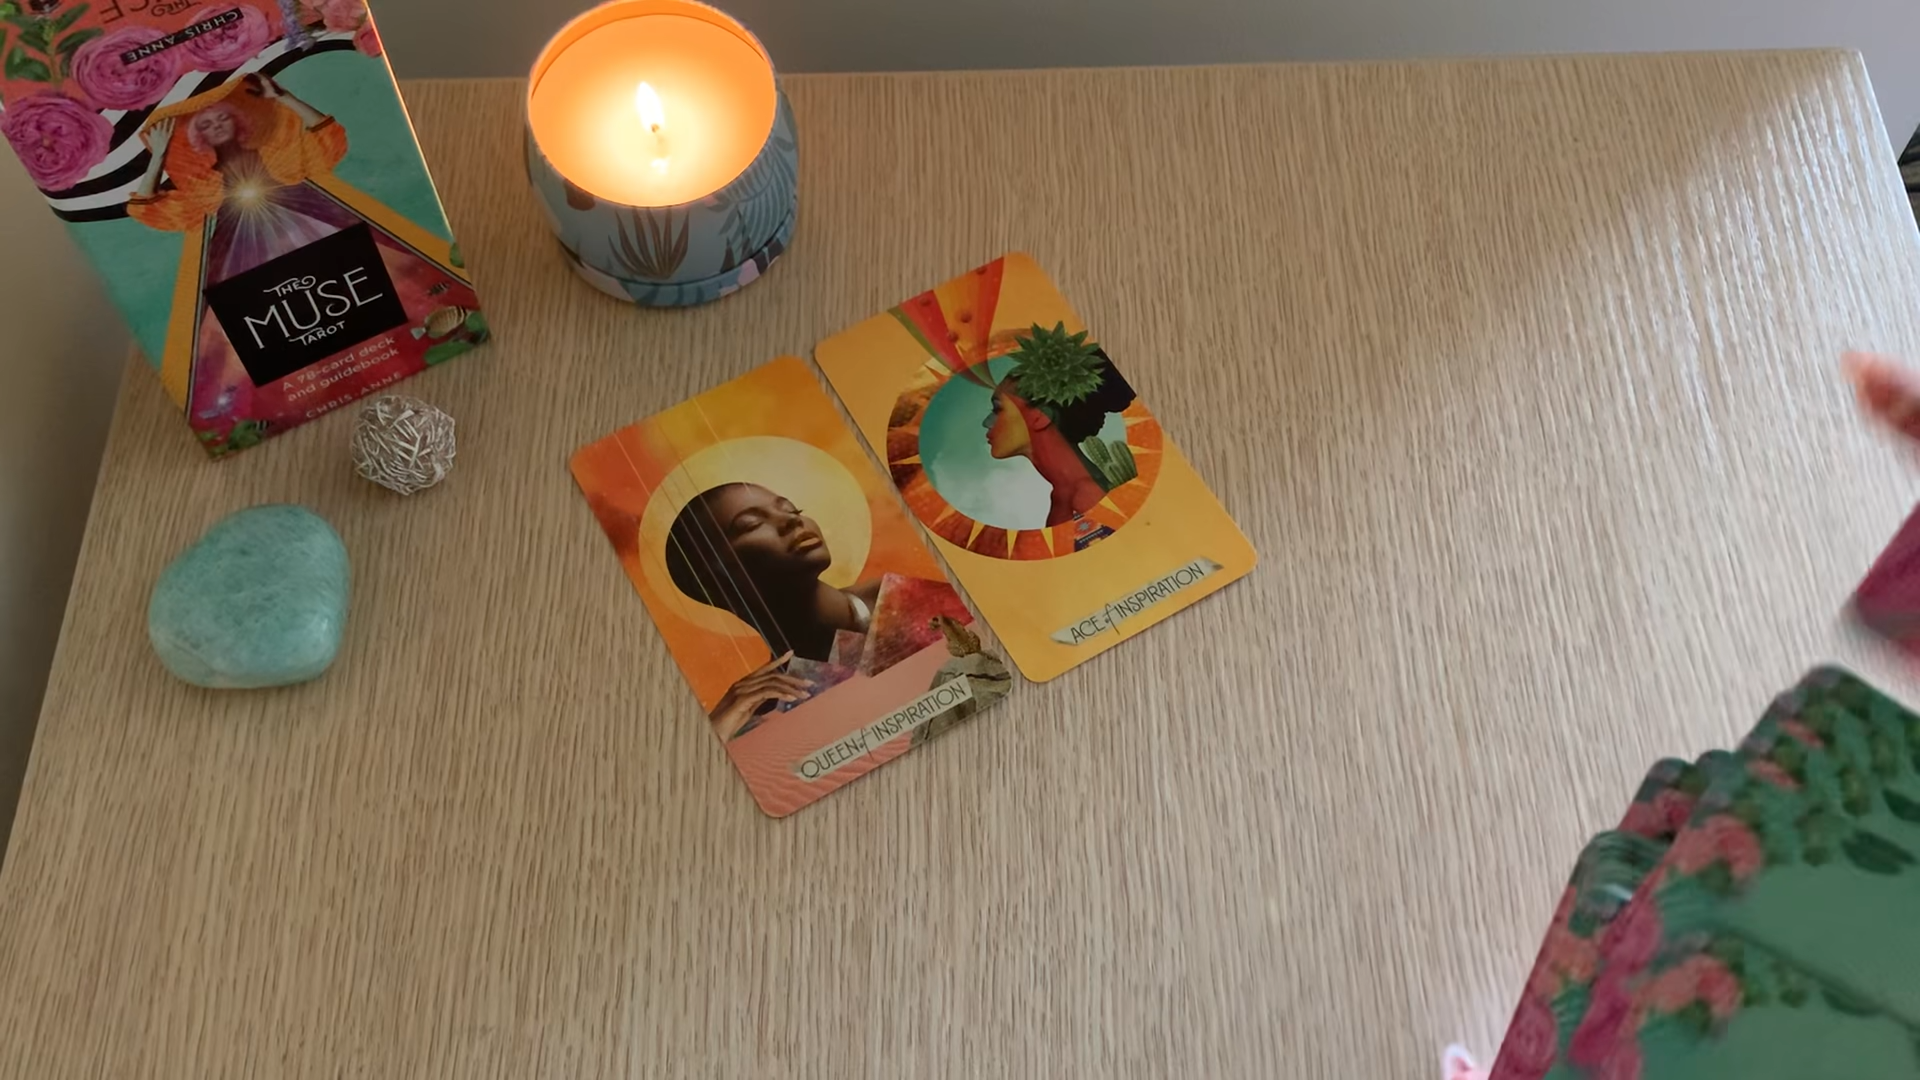 CHRIS-ANNE
THE
MUSE
TAROT
A 78-card deck
and guidebook
CHRIS-ANNE
QUEEN of INSPIRATION
ACE of INSPIRATION